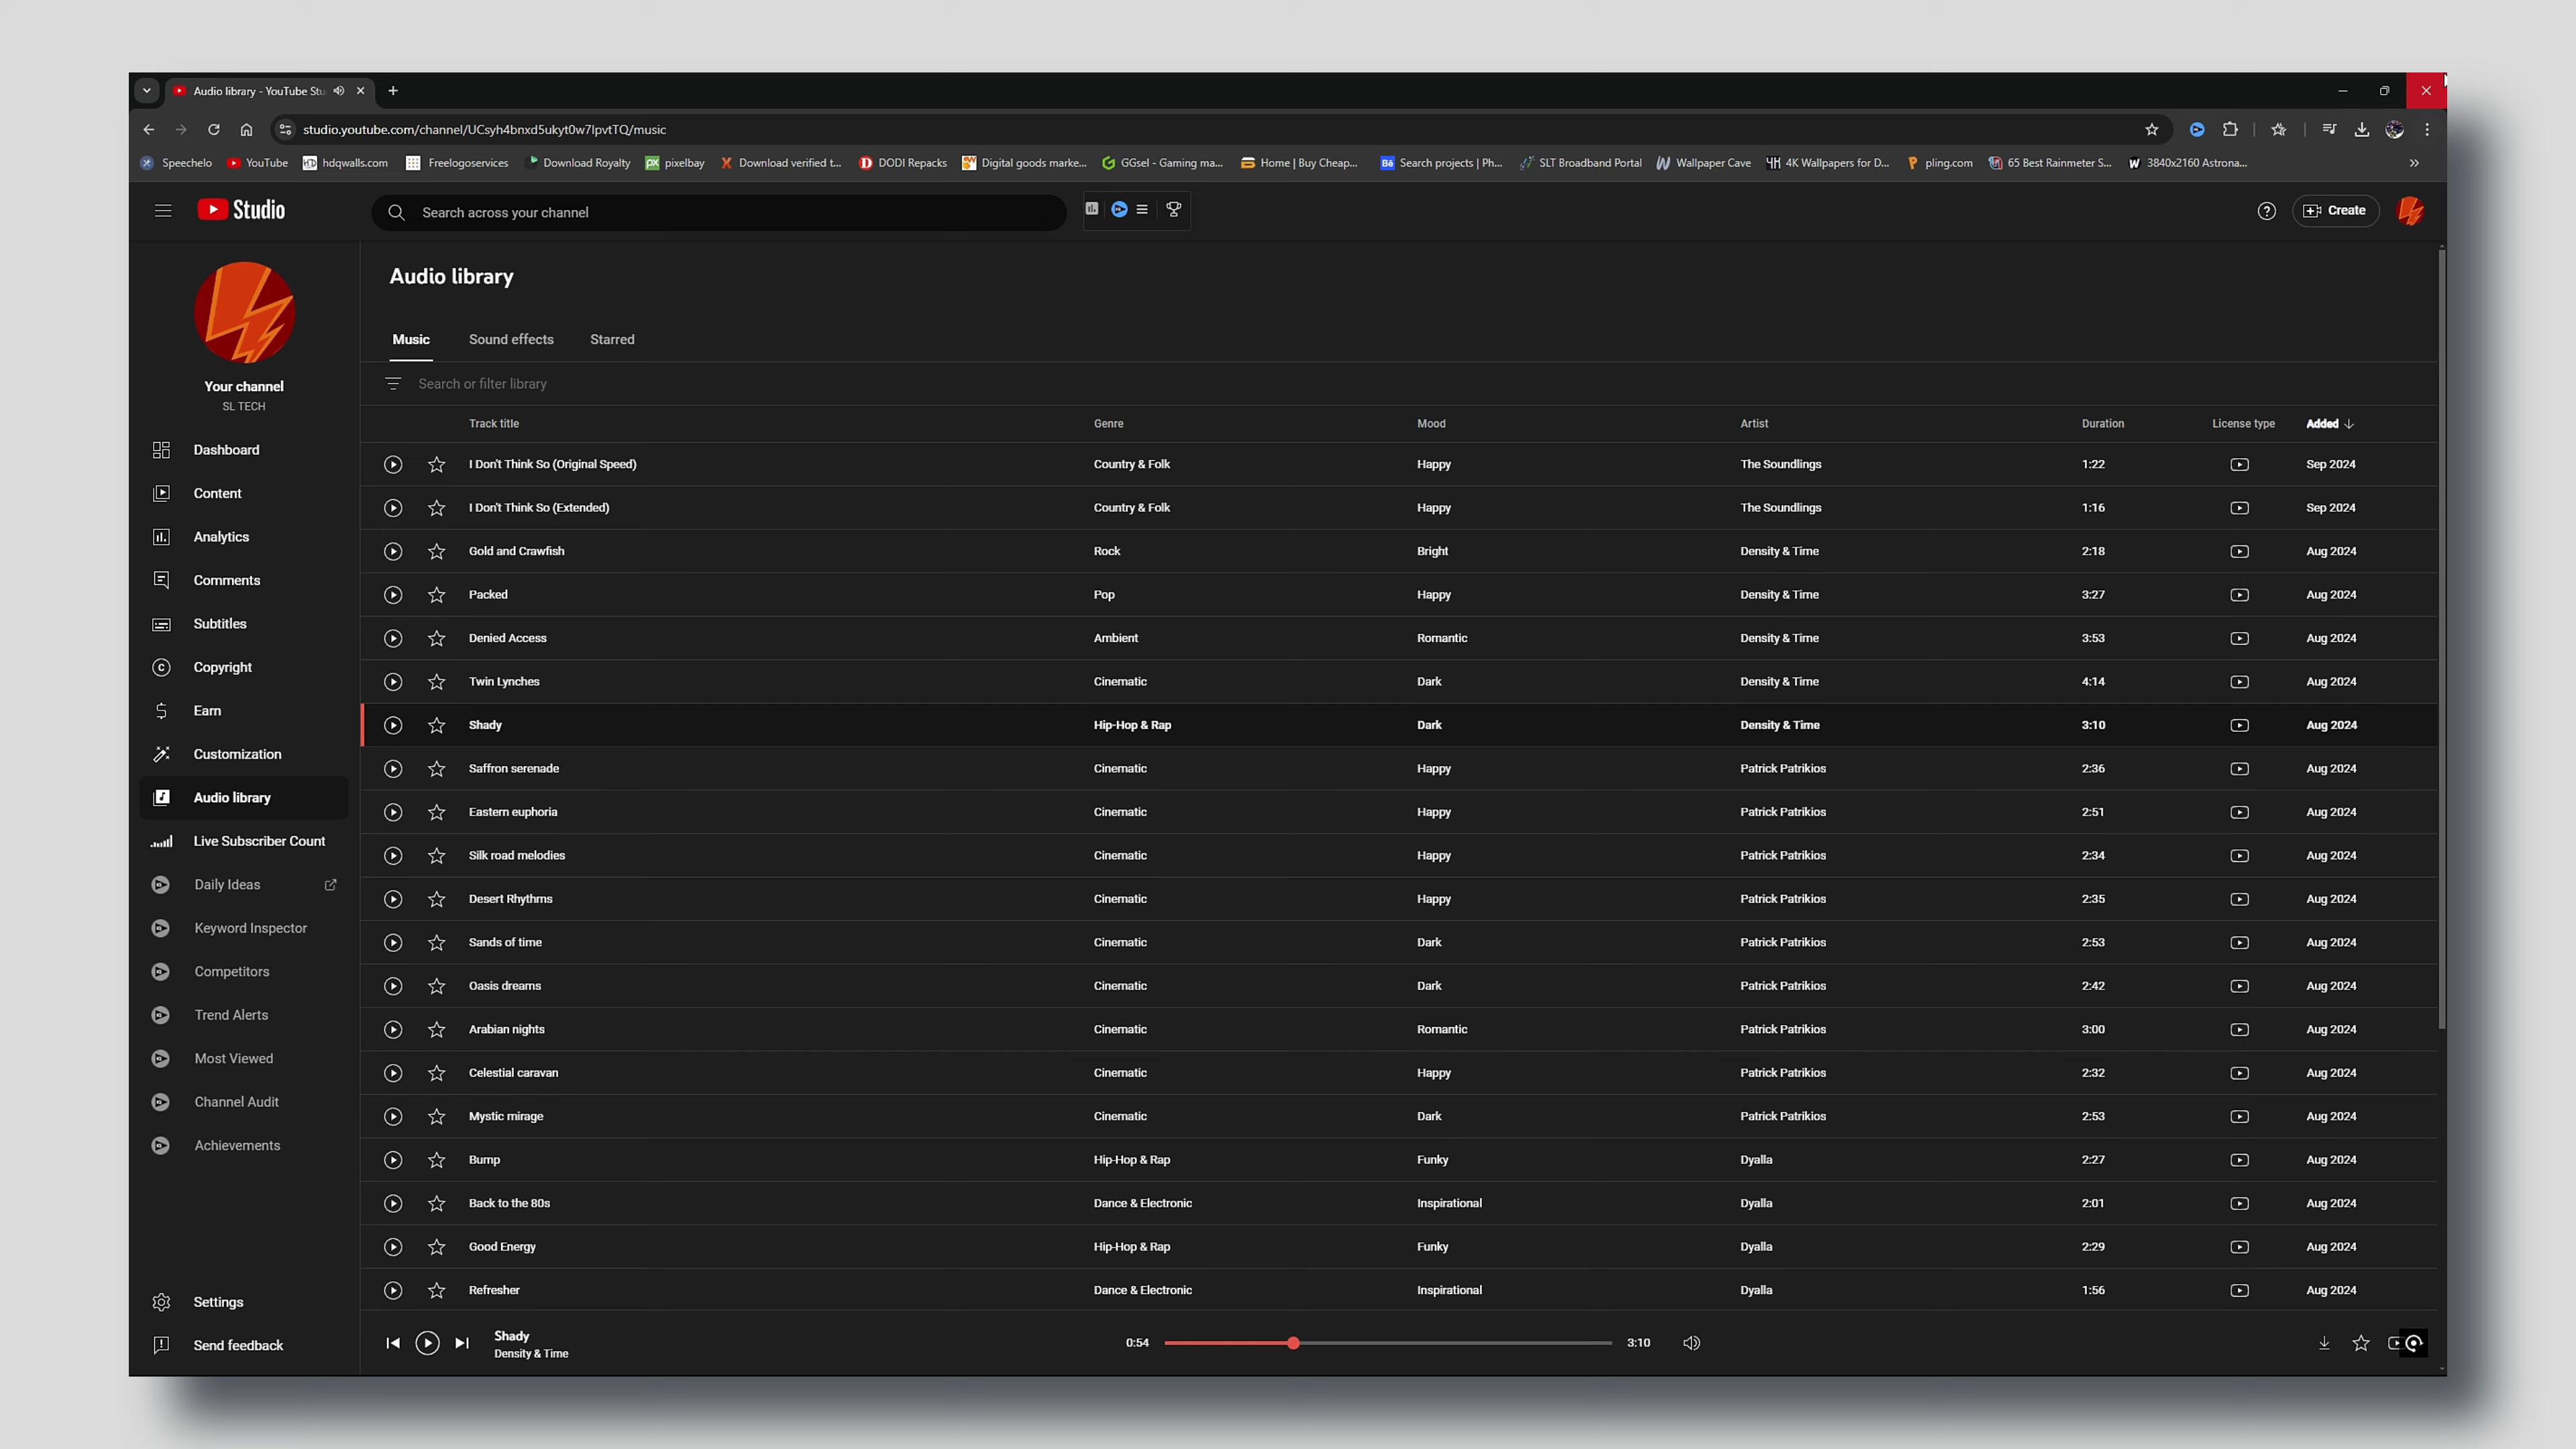 Audio library - YouTube Stu
studio.youtube.com/channel/UCsyh4bnxd5ukyt0w7lpvtTQ/music
Speechelo YouTube hdqwalls.com Freelogoservices Download Royalty pixelbay Download verified t... DODI Repacks Digital goods marke... GGsel - Gaming ma... Home | Buy Cheap... Search projects | Ph... SLT Broadband Portal Wallpaper Cave 4K Wallpapers for D... pling.com 65 Best Rainmeter S... 3840x2160 Astrona...
Studio Search across your channel Create
Your channel
SL TECH
Dashboard
Content
Analytics
Comments
Subtitles
Copyright
Earn
Customization
Audio library
Live Subscriber Count
Daily Ideas
Keyword Inspector
Competitors
Trend Alerts
Most Viewed
Channel Audit
Achievements
Settings
Send feedback
Audio library
Music Sound effects Starred
Search or filter library
Track title Genre Mood Artist Duration License type Added
I Don't Think So (Original Speed) Country & Folk Happy The Soundlings 1:22 Sep 2024
I Don't Think So (Extended) Country & Folk Happy The Soundlings 1:16 Sep 2024
Gold and Crawfish Rock Bright Density & Time 2:18 Aug 2024
Packed Pop Happy Density & Time 3:27 Aug 2024
Denied Access Ambient Romantic Density & Time 3:53 Aug 2024
Twin Lynches Cinematic Dark Density & Time 4:14 Aug 2024
Shady Hip-Hop & Rap Dark Density & Time 3:10 Aug 2024
Saffron serenade Cinematic Happy Patrick Patrikios 2:36 Aug 2024
Eastern euphoria Cinematic Happy Patrick Patrikios 2:51 Aug 2024
Silk road melodies Cinematic Happy Patrick Patrikios 2:34 Aug 2024
Desert Rhythms Cinematic Happy Patrick Patrikios 2:35 Aug 2024
Sands of time Cinematic Dark Patrick Patrikios 2:53 Aug 2024
Oasis dreams Cinematic Dark Patrick Patrikios 2:42 Aug 2024
Arabian nights Cinematic Romantic Patrick Patrikios 3:00 Aug 2024
Celestial caravan Cinematic Happy Patrick Patrikios 2:32 Aug 2024
Mystic mirage Cinematic Dark Patrick Patrikios 2:53 Aug 2024
Bump Hip-Hop & Rap Funky Dyalla 2:27 Aug 2024
Back to the 80s Dance & Electronic Inspirational Dyalla 2:01 Aug 2024
Good Energy Hip-Hop & Rap Funky Dyalla 2:29 Aug 2024
Refresher Dance & Electronic Inspirational Dyalla 1:56 Aug 2024
Shady
Density & Time
0:54 3:10